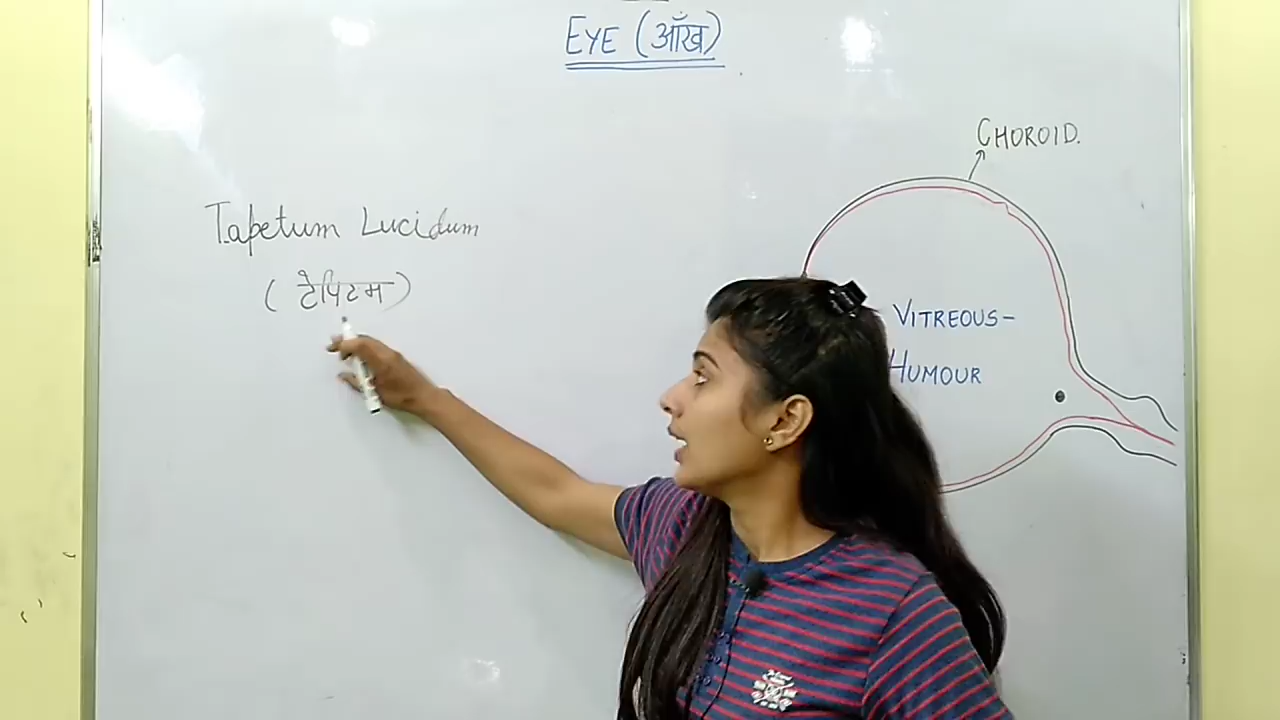 EYE (आँख)
CHOROID.
Tapetum Lucidum
(टैपिटम)
VITREOUS-
HUMOUR